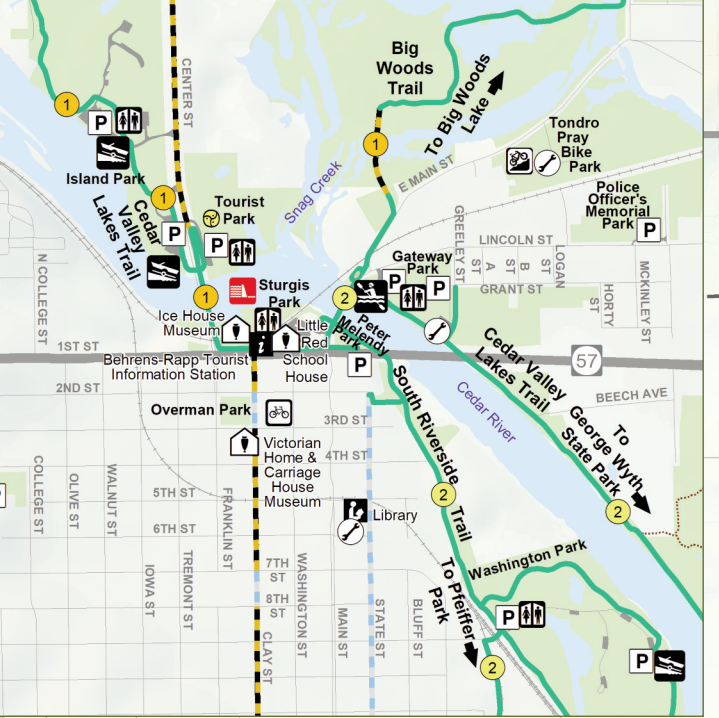 Big
Woods
Trail
To Big Woods
Lake
CENTER ST
1
P
1
Tondro
Pray
Bike
Park
Island Park
E MAIN ST
Snag Creek
Police
Officer's
Memorial
Park
P
1
Tourist
Park
Cedar
Valley
Lakes Trail
P
P
GREELEY ST
LINCOLN ST
A ST
B ST
LOGAN ST
Gateway
Park
P
P
GRANT ST
HORTY ST
MCKINLEY ST
N COLLEGE ST
1
Sturgis
Park
2
Ice House
Museum
Little
Red
School
House
Peter
Melendy
Park
i
1ST ST
Behrens-Rapp Tourist
Information Station
P
57
Cedar Valley
Lakes Trail
2ND ST
BEECH AVE
Cedar River
South Riverside
Trail
To
George Wyth
State Park
Overman Park
3RD ST
Victorian
Home &
Carriage
House
Museum
4TH ST
COLLEGE ST
OLIVE ST
WALNUT ST
5TH ST
FRANKLIN ST
6TH ST
2
2
Library
Washington Park
To Pfeiffer
Park
7TH
ST
8TH
ST
IOWA ST
TREMONT ST
WASHINGTON ST
MAIN ST
STATE ST
BLUFF ST
CLAY ST
P
P
2